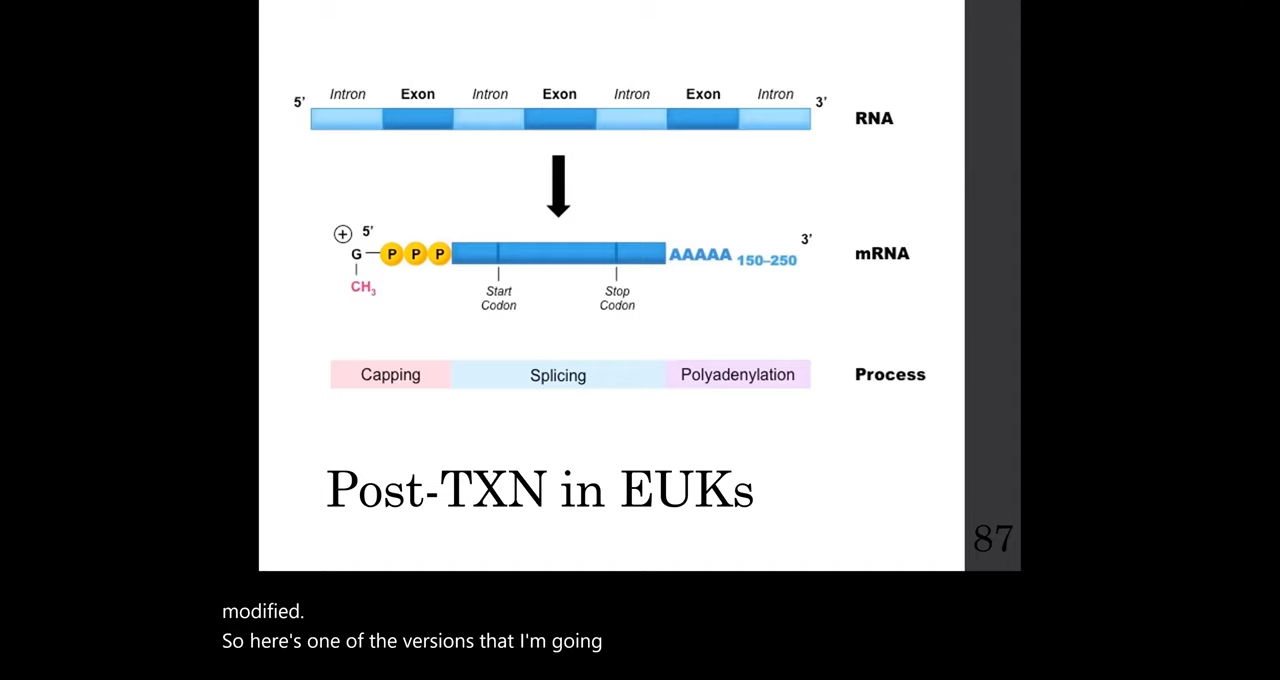 Intron Exon Intron Exon Intron Exon Intron
5' 3'
RNA
5' 3'
+
G P P P AAAAA 150–250 mRNA
CH3
Start Codon
Stop Codon
Capping Splicing Polyadenylation Process
Post-TXN in EUKs
87
modified.
So here's one of the versions that I'm going